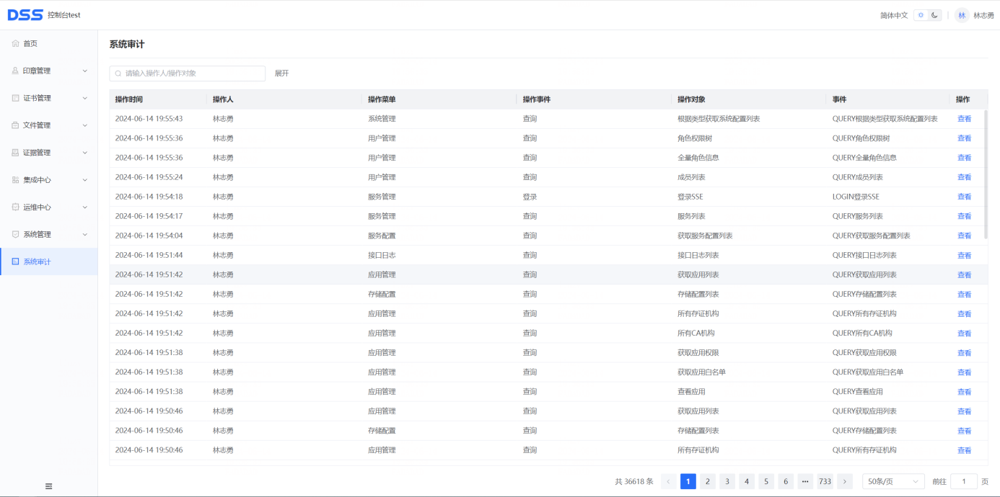 DSS 控制台test
简体中文
林 林志勇
首页
印章管理
证书管理
文件管理
证据管理
集成中心
运维中心
系统管理
系统审计
系统审计
请输入操作人/操作对象 展开
操作时间 操作人 操作菜单 操作事件 操作对象 事件 操作
2024-06-14 19:55:43 林志勇 系统管理 查询 根据类型获取系统配置列表 QUERY根据类型获取系统配置列表 查看
2024-06-14 19:55:36 林志勇 用户管理 查询 角色权限树 QUERY角色权限树 查看
2024-06-14 19:55:36 林志勇 用户管理 查询 全量角色信息 QUERY全量角色信息 查看
2024-06-14 19:55:24 林志勇 用户管理 查询 成员列表 QUERY成员列表 查看
2024-06-14 19:54:18 林志勇 服务管理 登录 登录SSE LOGIN登录SSE 查看
2024-06-14 19:54:17 林志勇 服务管理 查询 服务列表 QUERY服务列表 查看
2024-06-14 19:54:04 林志勇 服务配置 查询 获取服务配置列表 QUERY获取服务配置列表 查看
2024-06-14 19:51:44 林志勇 接口日志 查询 接口日志列表 QUERY接口日志列表 查看
2024-06-14 19:51:42 林志勇 应用管理 查询 获取应用列表 QUERY获取应用列表 查看
2024-06-14 19:51:42 林志勇 存储配置 查询 存储配置列表 QUERY存储配置列表 查看
2024-06-14 19:51:42 林志勇 应用管理 查询 所有存证机构 QUERY所有存证机构 查看
2024-06-14 19:51:42 林志勇 应用管理 查询 所有CA机构 QUERY所有CA机构 查看
2024-06-14 19:51:38 林志勇 应用管理 查询 获取应用权限 QUERY获取应用权限 查看
2024-06-14 19:51:38 林志勇 应用管理 查询 获取应用白名单 QUERY获取应用白名单 查看
2024-06-14 19:51:38 林志勇 应用管理 查询 查看应用 QUERY查看应用 查看
2024-06-14 19:50:46 林志勇 应用管理 查询 获取应用列表 QUERY获取应用列表 查看
2024-06-14 19:50:46 林志勇 存储配置 查询 存储配置列表 QUERY存储配置列表 查看
2024-06-14 19:50:46 林志勇 应用管理 查询 所有存证机构 QUERY所有存证机构 查看
共 36618 条 < 1 2 3 4 5 6 ••• 733 > 50条/页 前往 1 页